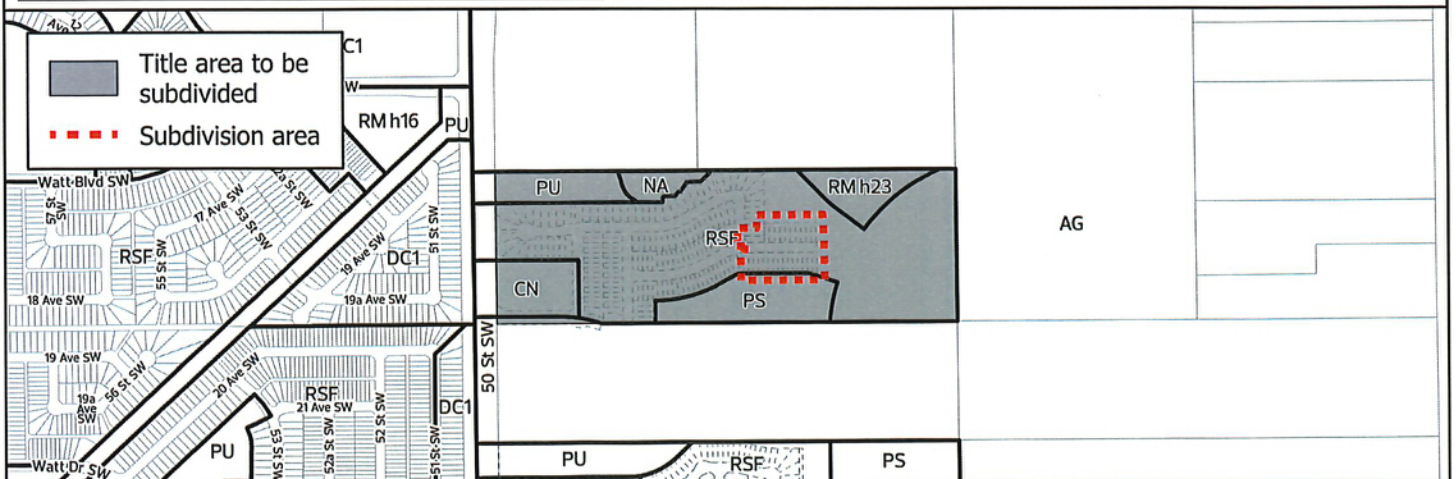 Title area to be
subdivided
Subdivision area
C1
W
RM h16
PU
Watt Blvd SW
57 St
SW
17 Ave SW
53 St SW
RSF
55 St SW
18 Ave SW
19 Ave SW
51 St SW
DC1
19a Ave SW
PU
NA
RM h23
RSF
CN
PS
AG
50 St SW
19 Ave SW
19a
Ave
SW
56 St SW
20 Ave SW
RSF
21 Ave SW
DC1
52 St SW
52a St SW
53 St SW
51 St SW
PU
Watt Dr SW
PU
RSF
PS